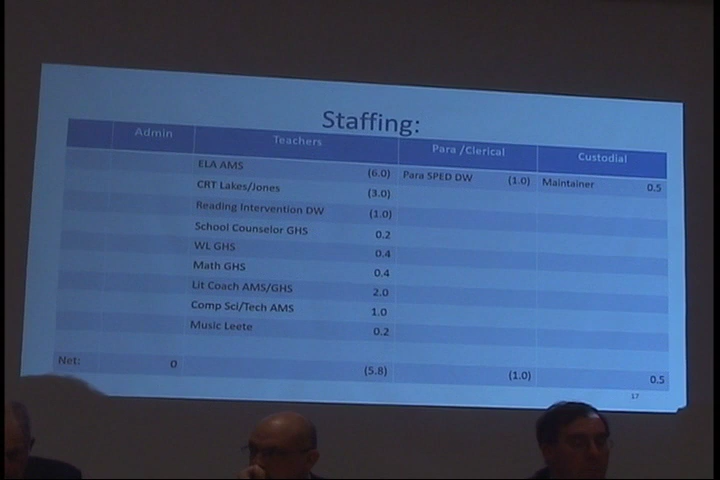 Staffing:
Admin Teachers Para /Clerical Custodial
ELA AMS (6.0) Para SPED DW (1.0) Maintainer 0.5
CRT Lakes/Jones (3.0)
Reading Intervention DW (1.0)
School Counselor GHS 0.2
WL GHS 0.4
Math GHS 0.4
Lit Coach AMS/GHS 2.0
Comp Sci/Tech AMS 1.0
Music Leete 0.2
Net: 0 (5.8) (1.0) 0.5
17